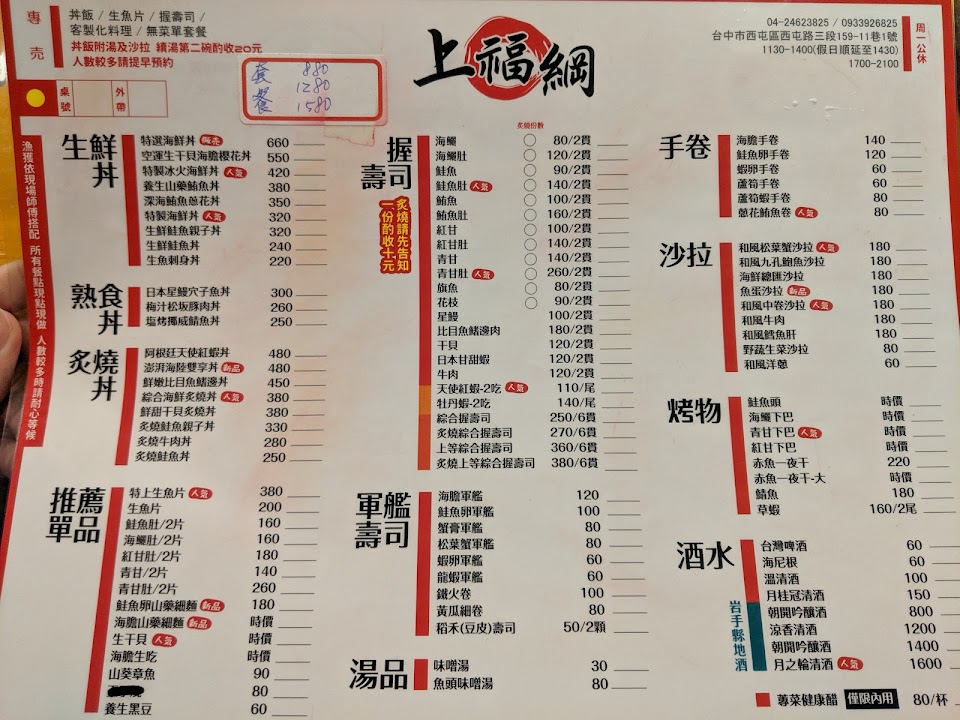 專売
丼飯 / 生魚片 / 握壽司 /
客製化料理 / 無菜單套餐
丼飯附湯及沙拉 續湯第二碗酌收20元
人數較多請提早預約
桌號
外帶
套餐 880
1280
1580
上福綱
04-24623825 / 0933926825
台中市西屯區西屯路三段159-11巷1號
1130-1400(假日順延至1430)
1700-2100
周一公休
漁獲依現場師傅搭配 所有餐點現點現做 人數較多時請耐心等候
生鮮丼
特選海鮮丼 獨売 660
空運生干貝海膽櫻花丼 550
特製冰火海鮮丼 人氣 420
養生山藥鮪魚丼 380
深海鮪魚蔥花丼 350
特製海鮮丼 人氣 320
生鮮鮭魚親子丼 320
生鮮鮭魚丼 240
生魚刺身丼 220
熟食丼
日本星鰻穴子魚丼 300
梅汁松坂豚肉丼 260
塩烤挪威鯖魚丼 250
炙燒丼
阿根廷天使紅蝦丼 480
澎湃海陸雙享丼 新品 480
鮮嫩比目魚鰭邊丼 450
綜合海鮮炙燒丼 人氣 380
鮮甜干貝炙燒丼 380
炙燒鮭魚親子丼 330
炙燒牛肉丼 280
炙燒鮭魚丼 250
推薦單品
特上生魚片 人氣 380
生魚片 200
鮭魚肚/2片 160
海鱺肚/2片 160
紅甘肚/2片 180
青甘/2片 140
青甘肚/2片 260
鮭魚卵山藥細麵 新品 180
海膽山藥細麵 新品 時價
生干貝 人氣 時價
海膽生吃 時價
山葵章魚 90
80
養生黑豆 60
握壽司
炙燒請先告知
一份酌收十元
炙燒份數
海鱺 ○ 80/2貫
海鱺肚 ○ 120/2貫
鮭魚 ○ 90/2貫
鮭魚肚 人氣 ○ 140/2貫
鮪魚 ○ 100/2貫
鮪魚肚 ○ 160/2貫
紅甘 ○ 100/2貫
紅甘肚 ○ 140/2貫
青甘 ○ 140/2貫
青甘肚 人氣 ○ 260/2貫
旗魚 ○ 80/2貫
花枝 ○ 90/2貫
星鰻 100/2貫
比目魚鰭邊肉 180/2貫
干貝 120/2貫
日本甘甜蝦 120/2貫
牛肉 120/2貫
天使紅蝦-2吃 人氣 110/尾
牡丹蝦-2吃 140/尾
綜合握壽司 250/6貫
炙燒綜合握壽司 270/6貫
上等綜合握壽司 360/6貫
炙燒上等綜合握壽司 380/6貫
軍艦壽司
海膽軍艦 120
鮭魚卵軍艦 100
蟹膏軍艦 80
松葉蟹軍艦 80
蝦卵軍艦 60
龍蝦軍艦 60
鐵火卷 100
黃瓜細卷 80
稻禾(豆皮)壽司 50/2顆
湯品
味噌湯 30
魚頭味噌湯 80
手卷
海膽手卷 140
鮭魚卵手卷 120
蝦卵手卷 60
蘆筍手卷 60
蘆筍蝦手卷 80
蔥花鮪魚卷 人氣 80
沙拉
和風松葉蟹沙拉 人氣 180
和風九孔鮑魚沙拉 180
海鮮總匯沙拉 180
魚蛋沙拉 新品 180
和風中卷沙拉 人氣 180
和風牛肉 180
和風鱈魚肝 180
野蔬生菜沙拉 80
和風洋蔥 60
烤物
鮭魚頭 時價
海鱺下巴 時價
青甘下巴 人氣 時價
紅甘下巴 時價
赤魚一夜干 220
赤魚一夜干-大 時價
鯖魚 180
草蝦 160/2尾
酒水
台灣啤酒 60
海尼根 60
溫清酒 100
月桂冠清酒 150
岩手縣地酒
朝開吟釀酒 800
涼香清酒 1200
朝開吟釀酒 1400
月之輪清酒 人氣 1600
蓴菜健康醋 僅限內用 80/杯